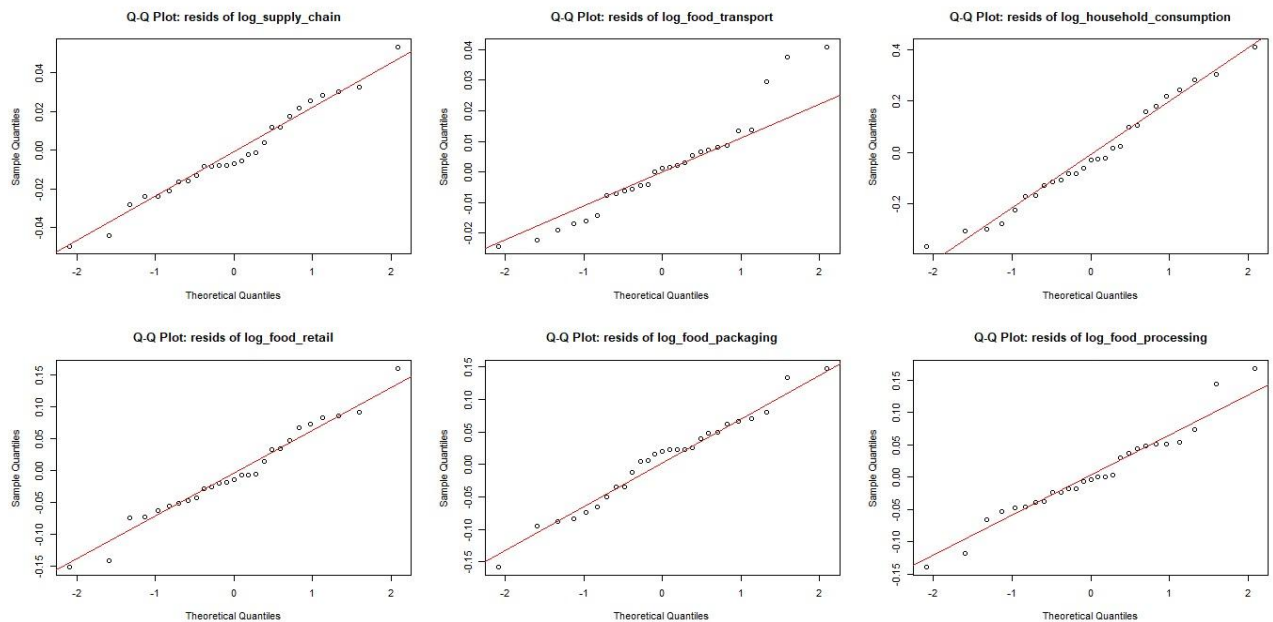 Q-Q Plot: resids of log_supply_chain
Sample Quantiles
0.04
0.02
0.00
-0.02
-0.04
-2 -1 0 1 2
Theoretical Quantiles
Q-Q Plot: resids of log_food_transport
Sample Quantiles
0.04
0.03
0.02
0.01
0.00
-0.01
-0.02
-2 -1 0 1 2
Theoretical Quantiles
Q-Q Plot: resids of log_household_consumption
Sample Quantiles
0.4
0.2
0.0
-0.2
-2 -1 0 1 2
Theoretical Quantiles
Q-Q Plot: resids of log_food_retail
Sample Quantiles
0.15
0.10
0.05
0.00
-0.05
-0.10
-0.15
-2 -1 0 1 2
Theoretical Quantiles
Q-Q Plot: resids of log_food_packaging
Sample Quantiles
0.15
0.10
0.05
0.00
-0.05
-0.10
-0.15
-2 -1 0 1 2
Theoretical Quantiles
Q-Q Plot: resids of log_food_processing
Sample Quantiles
0.15
0.10
0.05
0.00
-0.05
-0.10
-0.15
-2 -1 0 1 2
Theoretical Quantiles